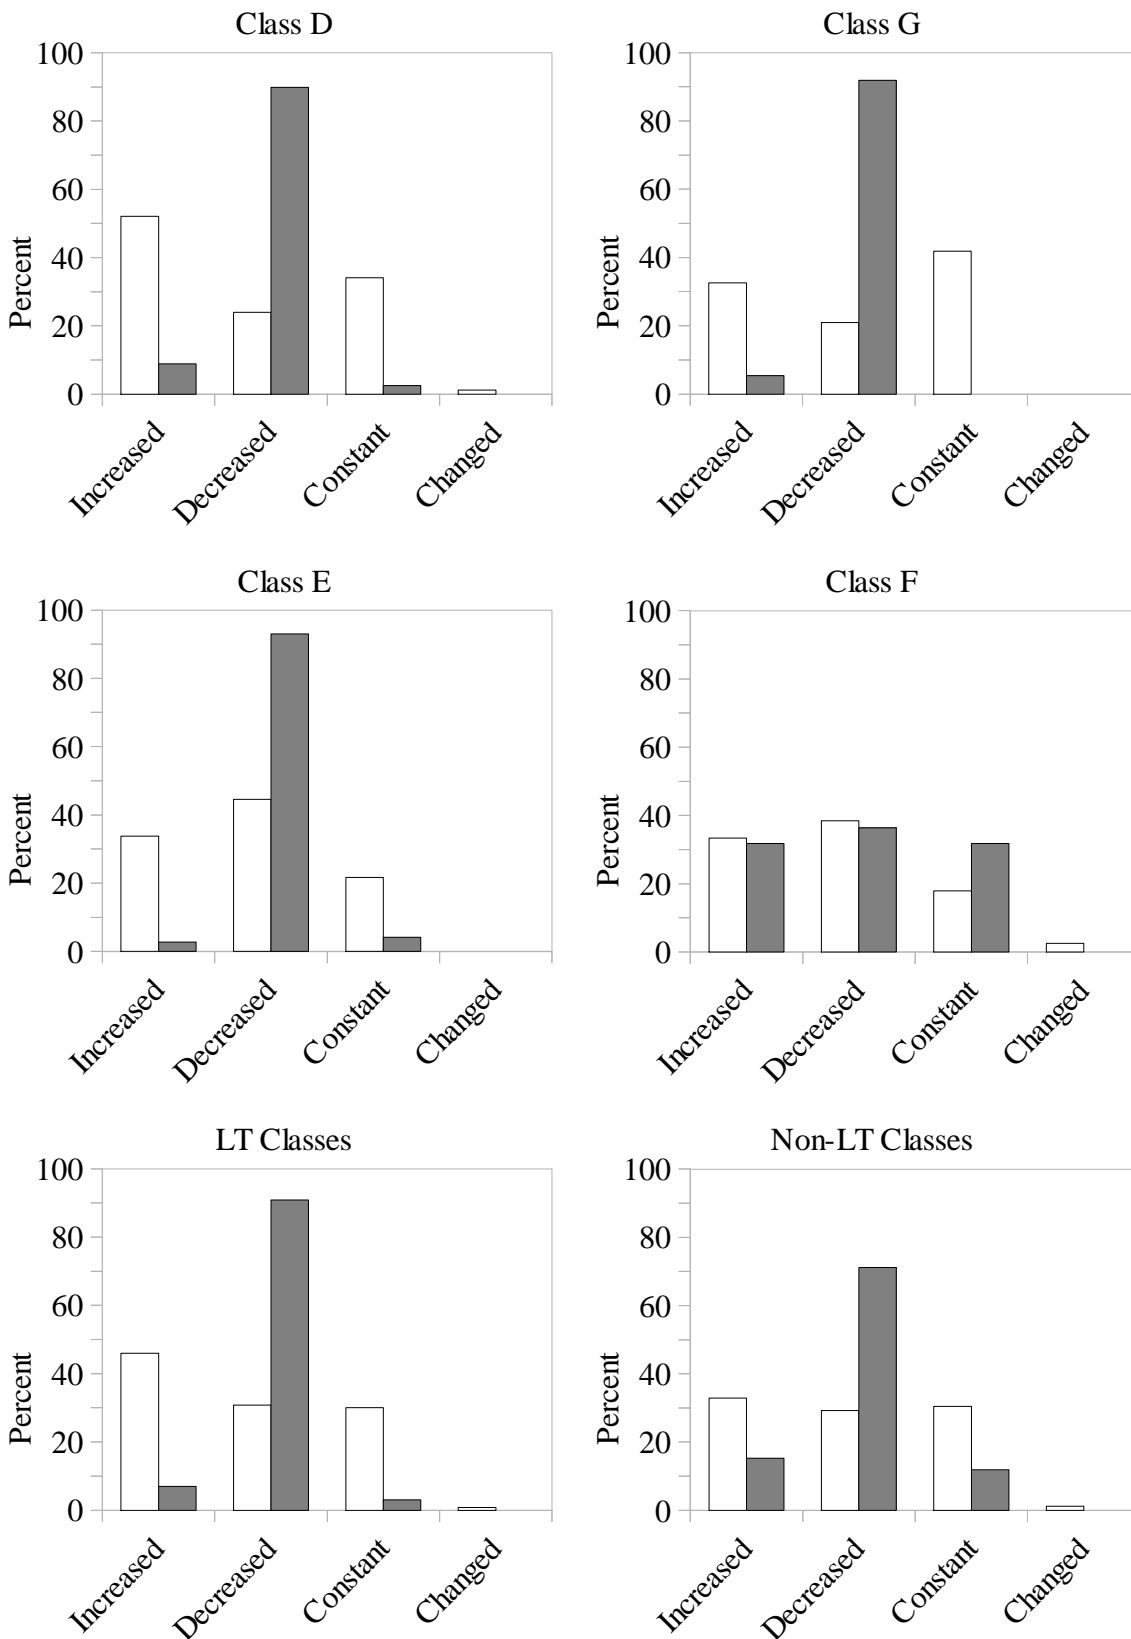 Class D
100
80
60
40
20
0
Percent
Increased
Decreased
Constant
Changed
Class G
100
80
60
40
20
0
Percent
Increased
Decreased
Constant
Changed
Class E
100
80
60
40
20
0
Percent
Increased
Decreased
Constant
Changed
Class F
100
80
60
40
20
0
Percent
Increased
Decreased
Constant
Changed
LT Classes
100
80
60
40
20
0
Percent
Increased
Decreased
Constant
Changed
Non-LT Classes
100
80
60
40
20
0
Percent
Increased
Decreased
Constant
Changed